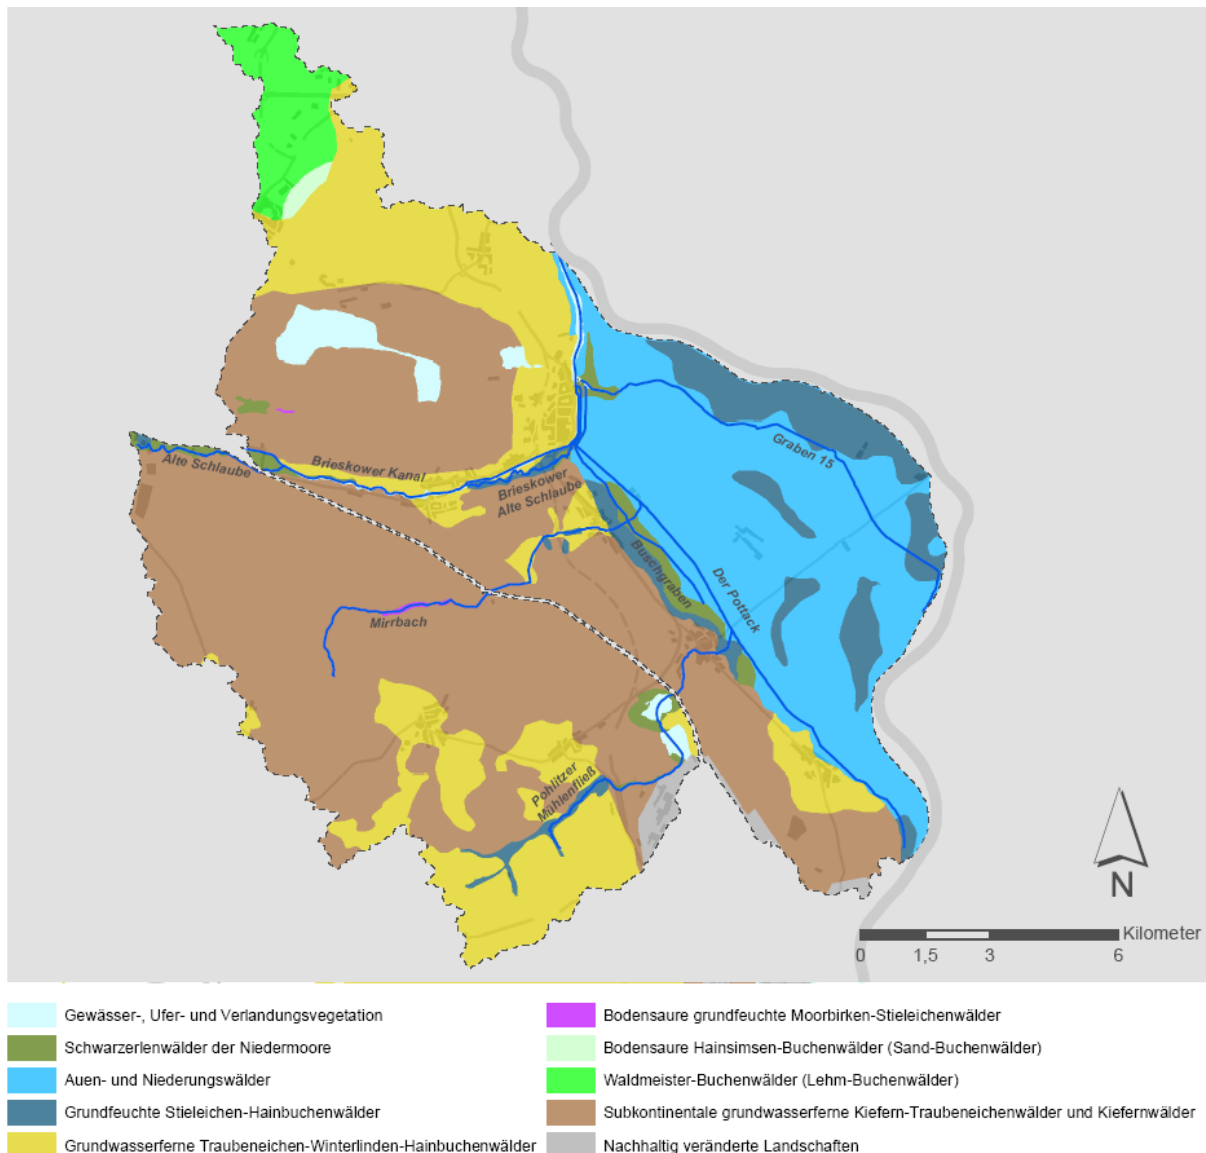 Graben 15
Alte Schlaube
Brieskower Kanal
Brieskower
Alte Schlaube
Buschgraben
Der Pottack
Mirrbach
Pohlitzer
Mühlenfließ
N
Kilometer
0 1,5 3 6
Gewässer-, Ufer- und Verlandungsvegetation
Schwarzerlenwälder der Niedermoore
Auen- und Niederungswälder
Grundfeuchte Stieleichen-Hainbuchenwälder
Grundwasserferne Traubeneichen-Winterlinden-Hainbuchenwälder
Bodensaure grundfeuchte Moorbirken-Stieleichenwälder
Bodensaure Hainsimsen-Buchenwälder (Sand-Buchenwälder)
Waldmeister-Buchenwälder (Lehm-Buchenwälder)
Subkontinentale grundwasserferne Kiefern-Traubeneichenwälder und Kiefernwälder
Nachhaltig veränderte Landschaften